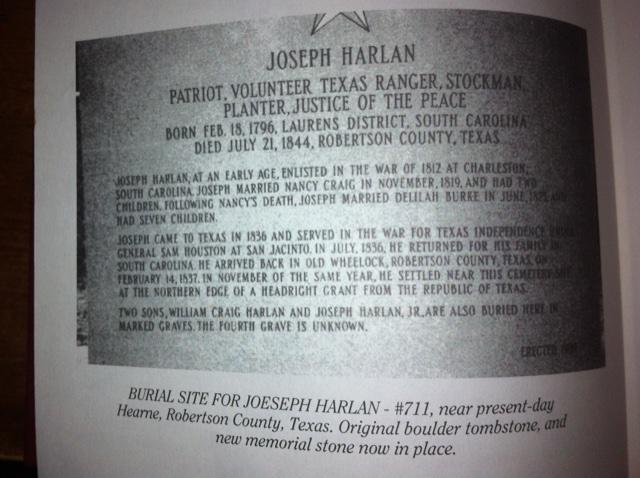 JOSEPH HARLAN
PATRIOT, VOLUNTEER TEXAS RANGER, STOCKMAN,
PLANTER, JUSTICE OF THE PEACE
BORN FEB. 18, 1796, LAURENS DISTRICT, SOUTH CAROLINA
DIED JULY 21, 1844, ROBERTSON COUNTY, TEXAS
JOSEPH HARLAN, AT AN EARLY AGE, ENLISTED IN THE WAR OF 1812 AT CHARLESTON,
SOUTH CAROLINA. JOSEPH MARRIED NANCY CRAIG IN NOVEMBER, 1819, AND HAD TWO
CHILDREN. FOLLOWING NANCY'S DEATH, JOSEPH MARRIED DELILAH BURKE IN JUNE, AND
HAD SEVEN CHILDREN.
JOSEPH CAME TO TEXAS IN 1836 AND SERVED IN THE WAR FOR TEXAS INDEPENDENCE UNDER
GENERAL SAM HOUSTON AT SAN JACINTO. IN JULY, 1836, HE RETURNED FOR HIS FAMILY IN
SOUTH CAROLINA. HE ARRIVED BACK IN OLD WHEELOCK, ROBERTSON COUNTY, TEXAS, ON
FEBRUARY 14, 1837. IN NOVEMBER OF THE SAME YEAR, HE SETTLED NEAR THIS CEMETERY SITE
AT THE NORTHERN EDGE OF A HEADRIGHT GRANT FROM THE REPUBLIC OF TEXAS.
TWO SONS, WILLIAM CRAIG HARLAN AND JOSEPH HARLAN, JR. ARE ALSO BURIED HERE IN
MARKED GRAVES. THE FOURTH GRAVE IS UNKNOWN.
ERECTED
BURIAL SITE FOR JOESEPH HARLAN - #711, near present-day
Hearne, Robertson County, Texas. Original boulder tombstone, and
new memorial stone now in place.